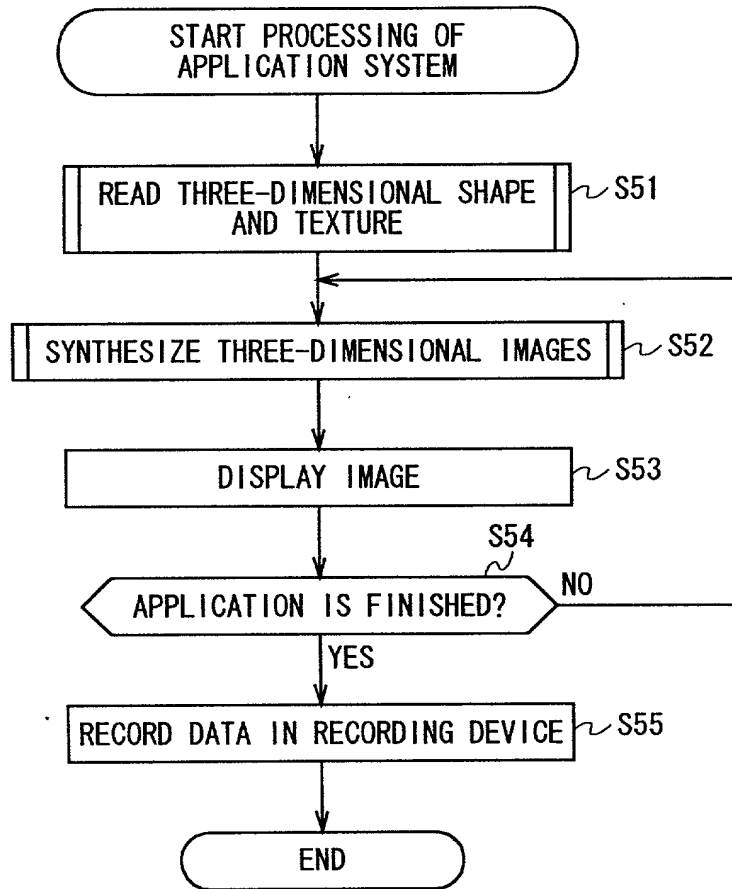 START PROCESSING OF
APPLICATION SYSTEM
READ THREE-DIMENSIONAL SHAPE
AND TEXTURE
S51
SYNTHESIZE THREE-DIMENSIONAL IMAGES
S52
DISPLAY IMAGE
S53
S54
APPLICATION IS FINISHED?
NO
YES
RECORD DATA IN RECORDING DEVICE
S55
END